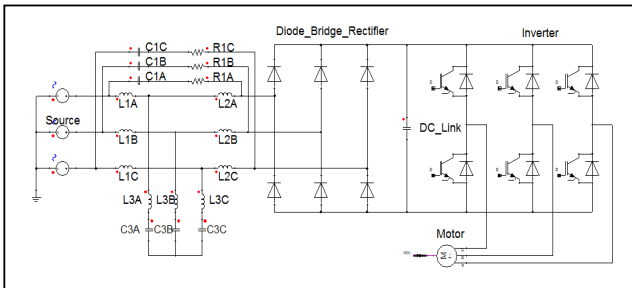 Diode_Bridge_Rectifier
Inverter
C1C R1C
C1B R1B
C1A R1A
L1A L2A
Source
L1B L2B
DC_Link
L1C L2C
L3A L3B L3C
C3A C3B C3C
Motor
M